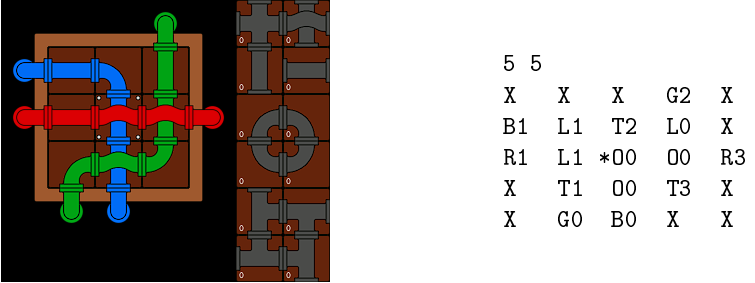 0 0
0 0
0
0 0
0 0
5 5
X X X G2 X
B1 L1 T2 L0 X
R1 L1 *O0 O0 R3
X T1 O0 T3 X
X G0 B0 X X